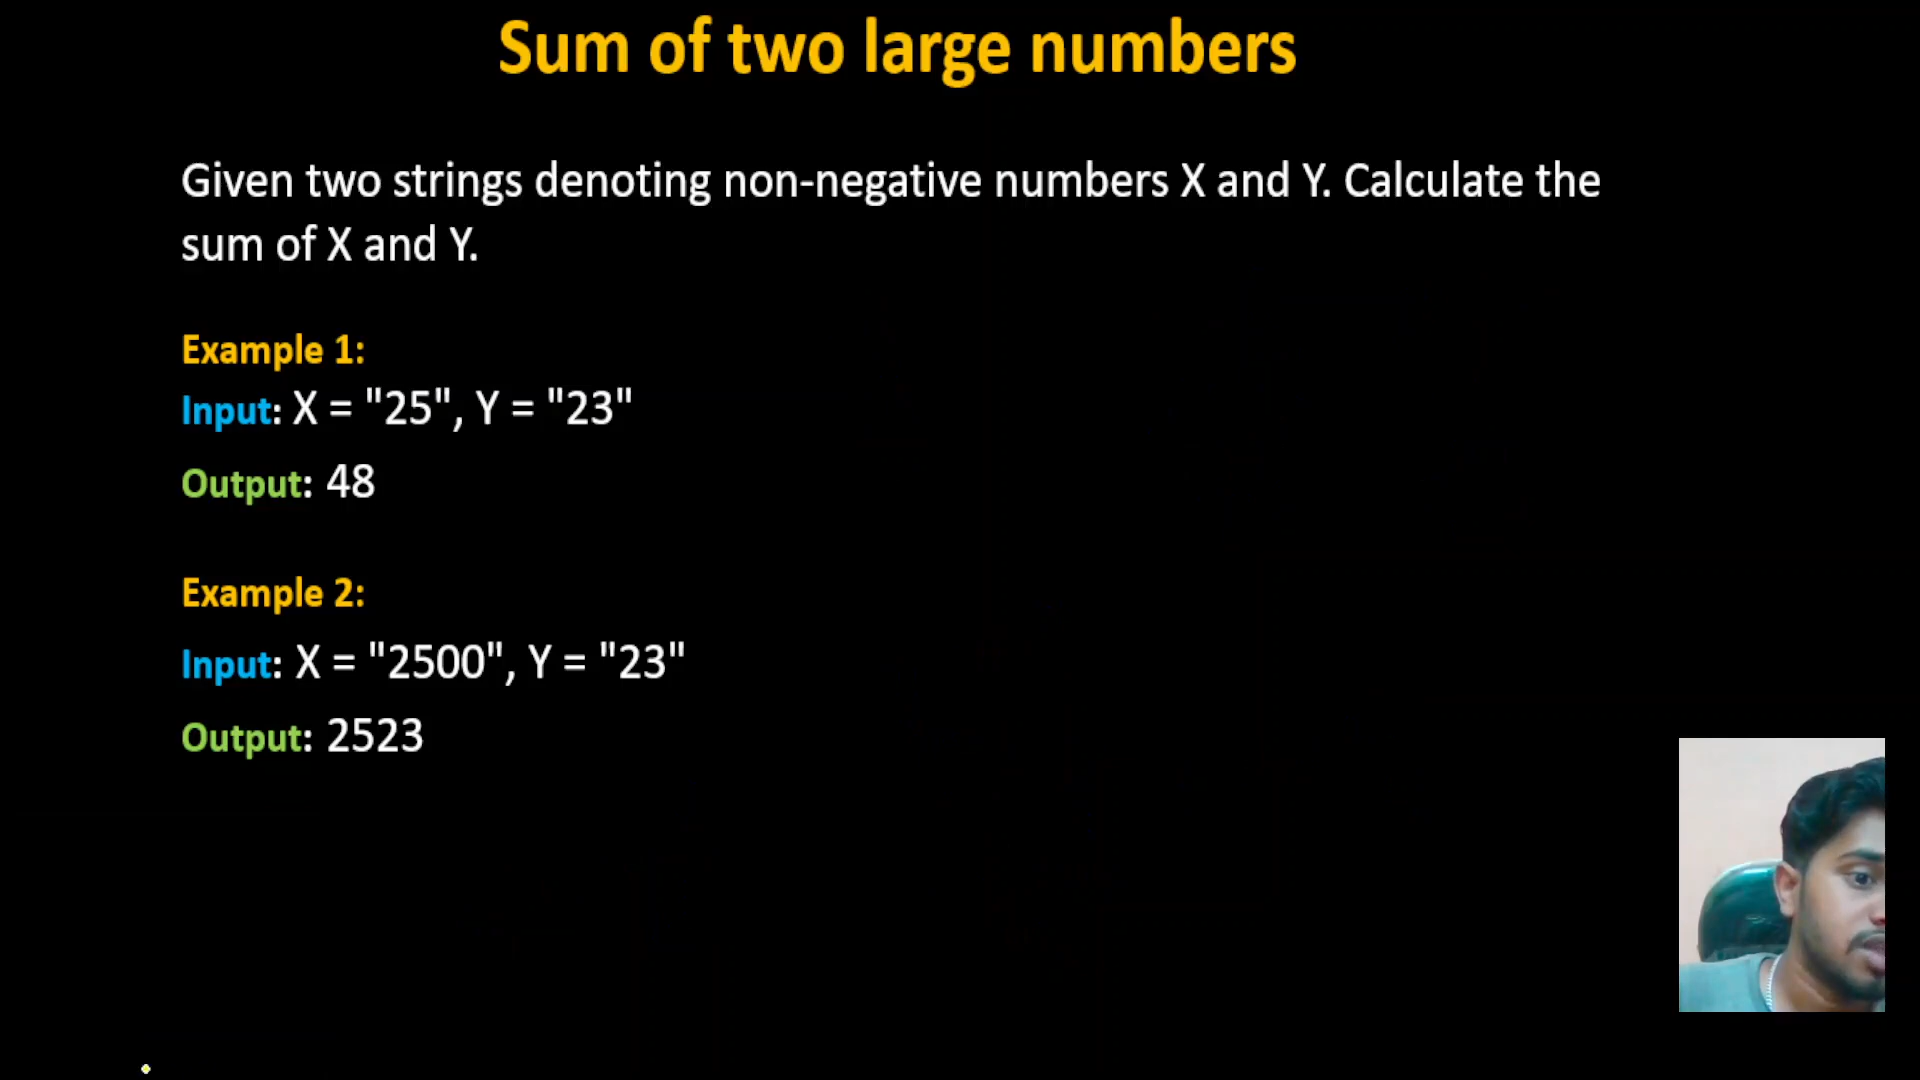 Sum of two large numbers
Given two strings denoting non-negative numbers X and Y. Calculate the
sum of X and Y.
Example 1:
Input: X = "25", Y = "23"
Output: 48
Example 2:
Input: X = "2500", Y = "23"
Output: 2523